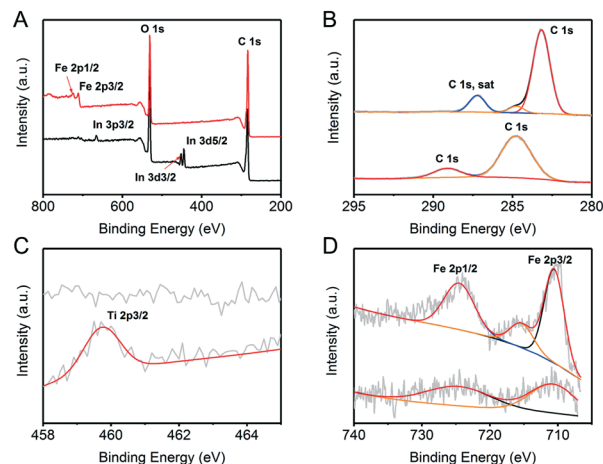 A
Intensity (a.u.)
O 1s
C 1s
Fe 2p1/2
Fe 2p3/2
In 3p3/2
In 3d5/2
In 3d3/2
800 600 400 200
Binding Energy (eV)
B
Intensity (a.u.)
C 1s
C 1s, sat
C 1s
C 1s
295 290 285 280
Binding Energy (eV)
C
Intensity (a.u.)
Ti 2p3/2
458 460 462 464
Binding Energy (eV)
D
Intensity (a.u.)
Fe 2p1/2
Fe 2p3/2
740 730 720 710
Binding Energy (eV)